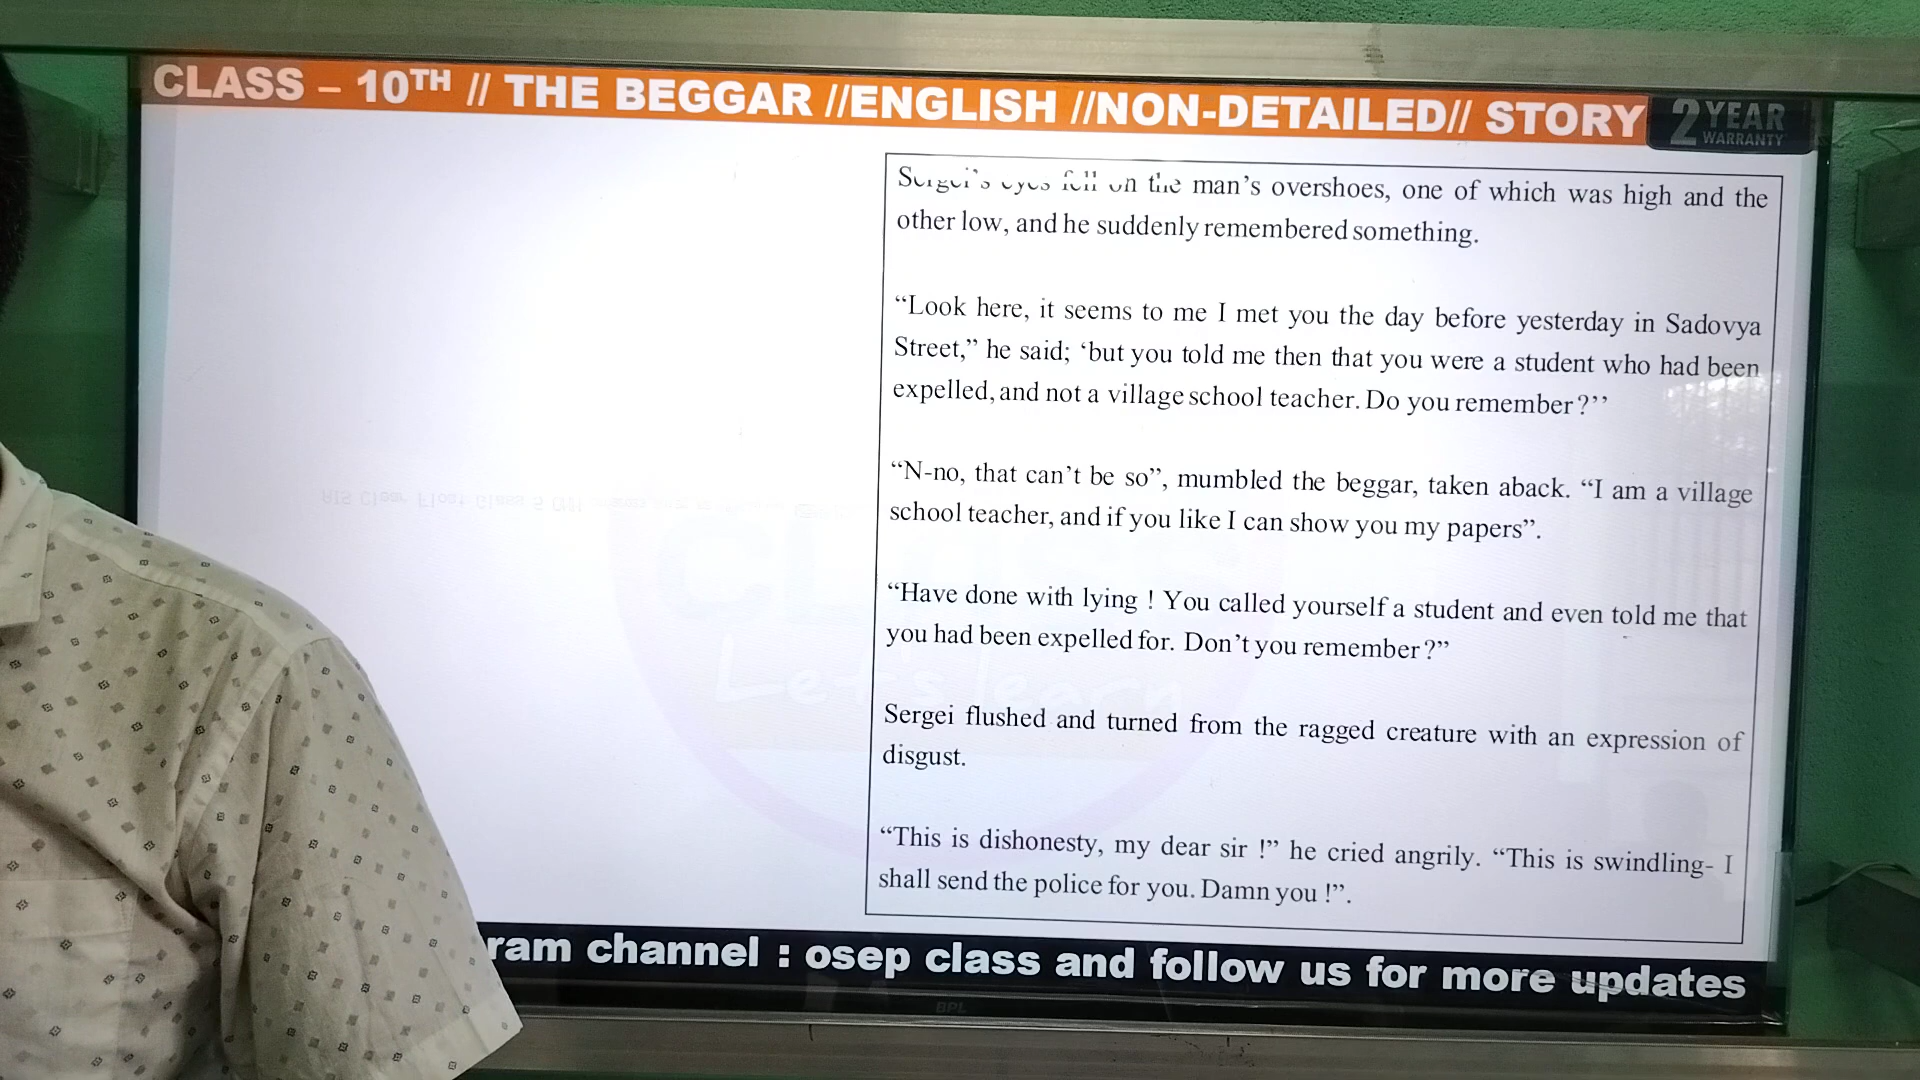 CLASS – 10TH // THE BEGGAR //ENGLISH //NON-DETAILED// STORY
2 YEAR
WARRANTY
Sergei's eyes fell on the man's overshoes, one of which was high and the
other low, and he suddenly remembered something.
“Look here, it seems to me I met you the day before yesterday in Sadovya
Street,” he said; ‘but you told me then that you were a student who had been
expelled, and not a village school teacher. Do you remember?’’
“N-no, that can’t be so”, mumbled the beggar, taken aback. “I am a village
school teacher, and if you like I can show you my papers”.
“Have done with lying ! You called yourself a student and even told me that
you had been expelled for. Don’t you remember?”
Sergei flushed and turned from the ragged creature with an expression of
disgust.
“This is dishonesty, my dear sir !” he cried angrily. “This is swindling- I
shall send the police for you. Damn you !”.
Let's learn
ram channel : osep class and follow us for more updates
BPL